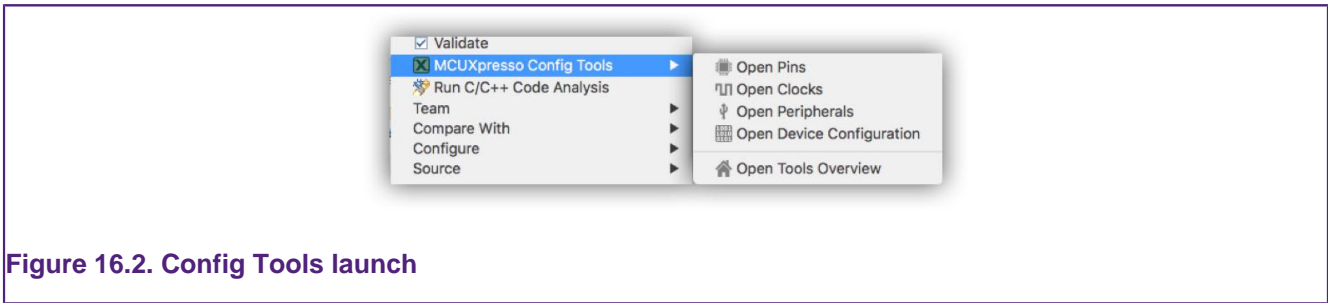 Validate
MCUXpresso Config Tools
Run C/C++ Code Analysis
Team
Compare With
Configure
Source
Open Pins
Open Clocks
Open Peripherals
Open Device Configuration
Open Tools Overview
Figure 16.2. Config Tools launch